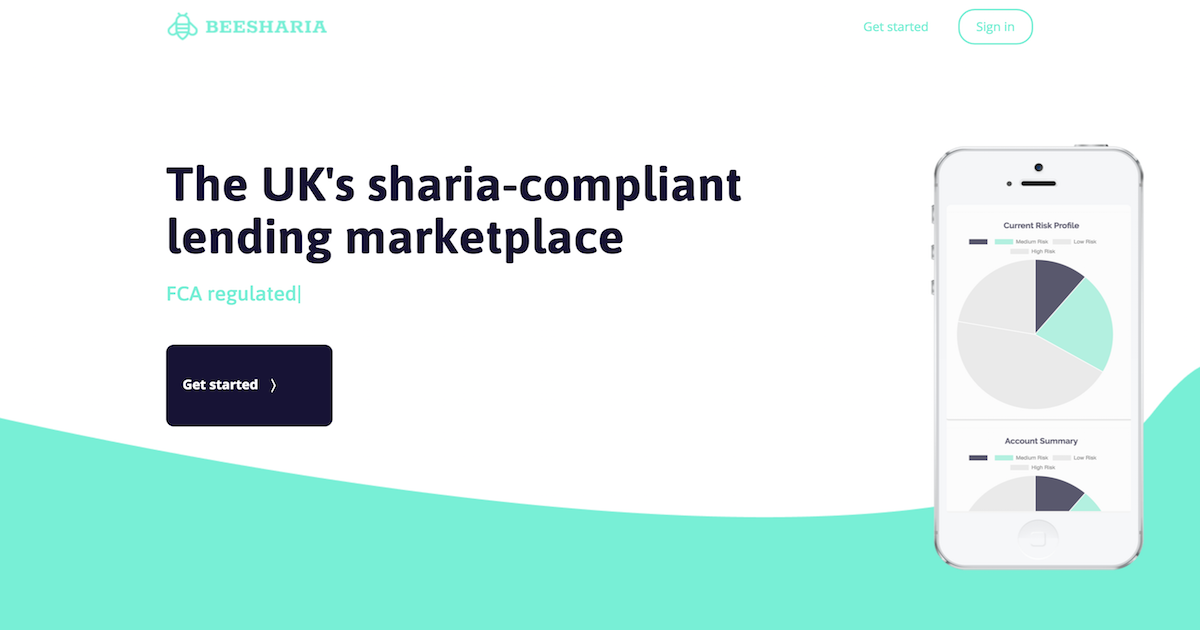 BEESHARIA
Get started
Sign in
The UK's sharia-compliant
lending marketplace
FCA regulated|
Get started 〉
Current Risk Profile
Medium Risk Low Risk
High Risk
Account Summary
Medium Risk Low Risk
High Risk